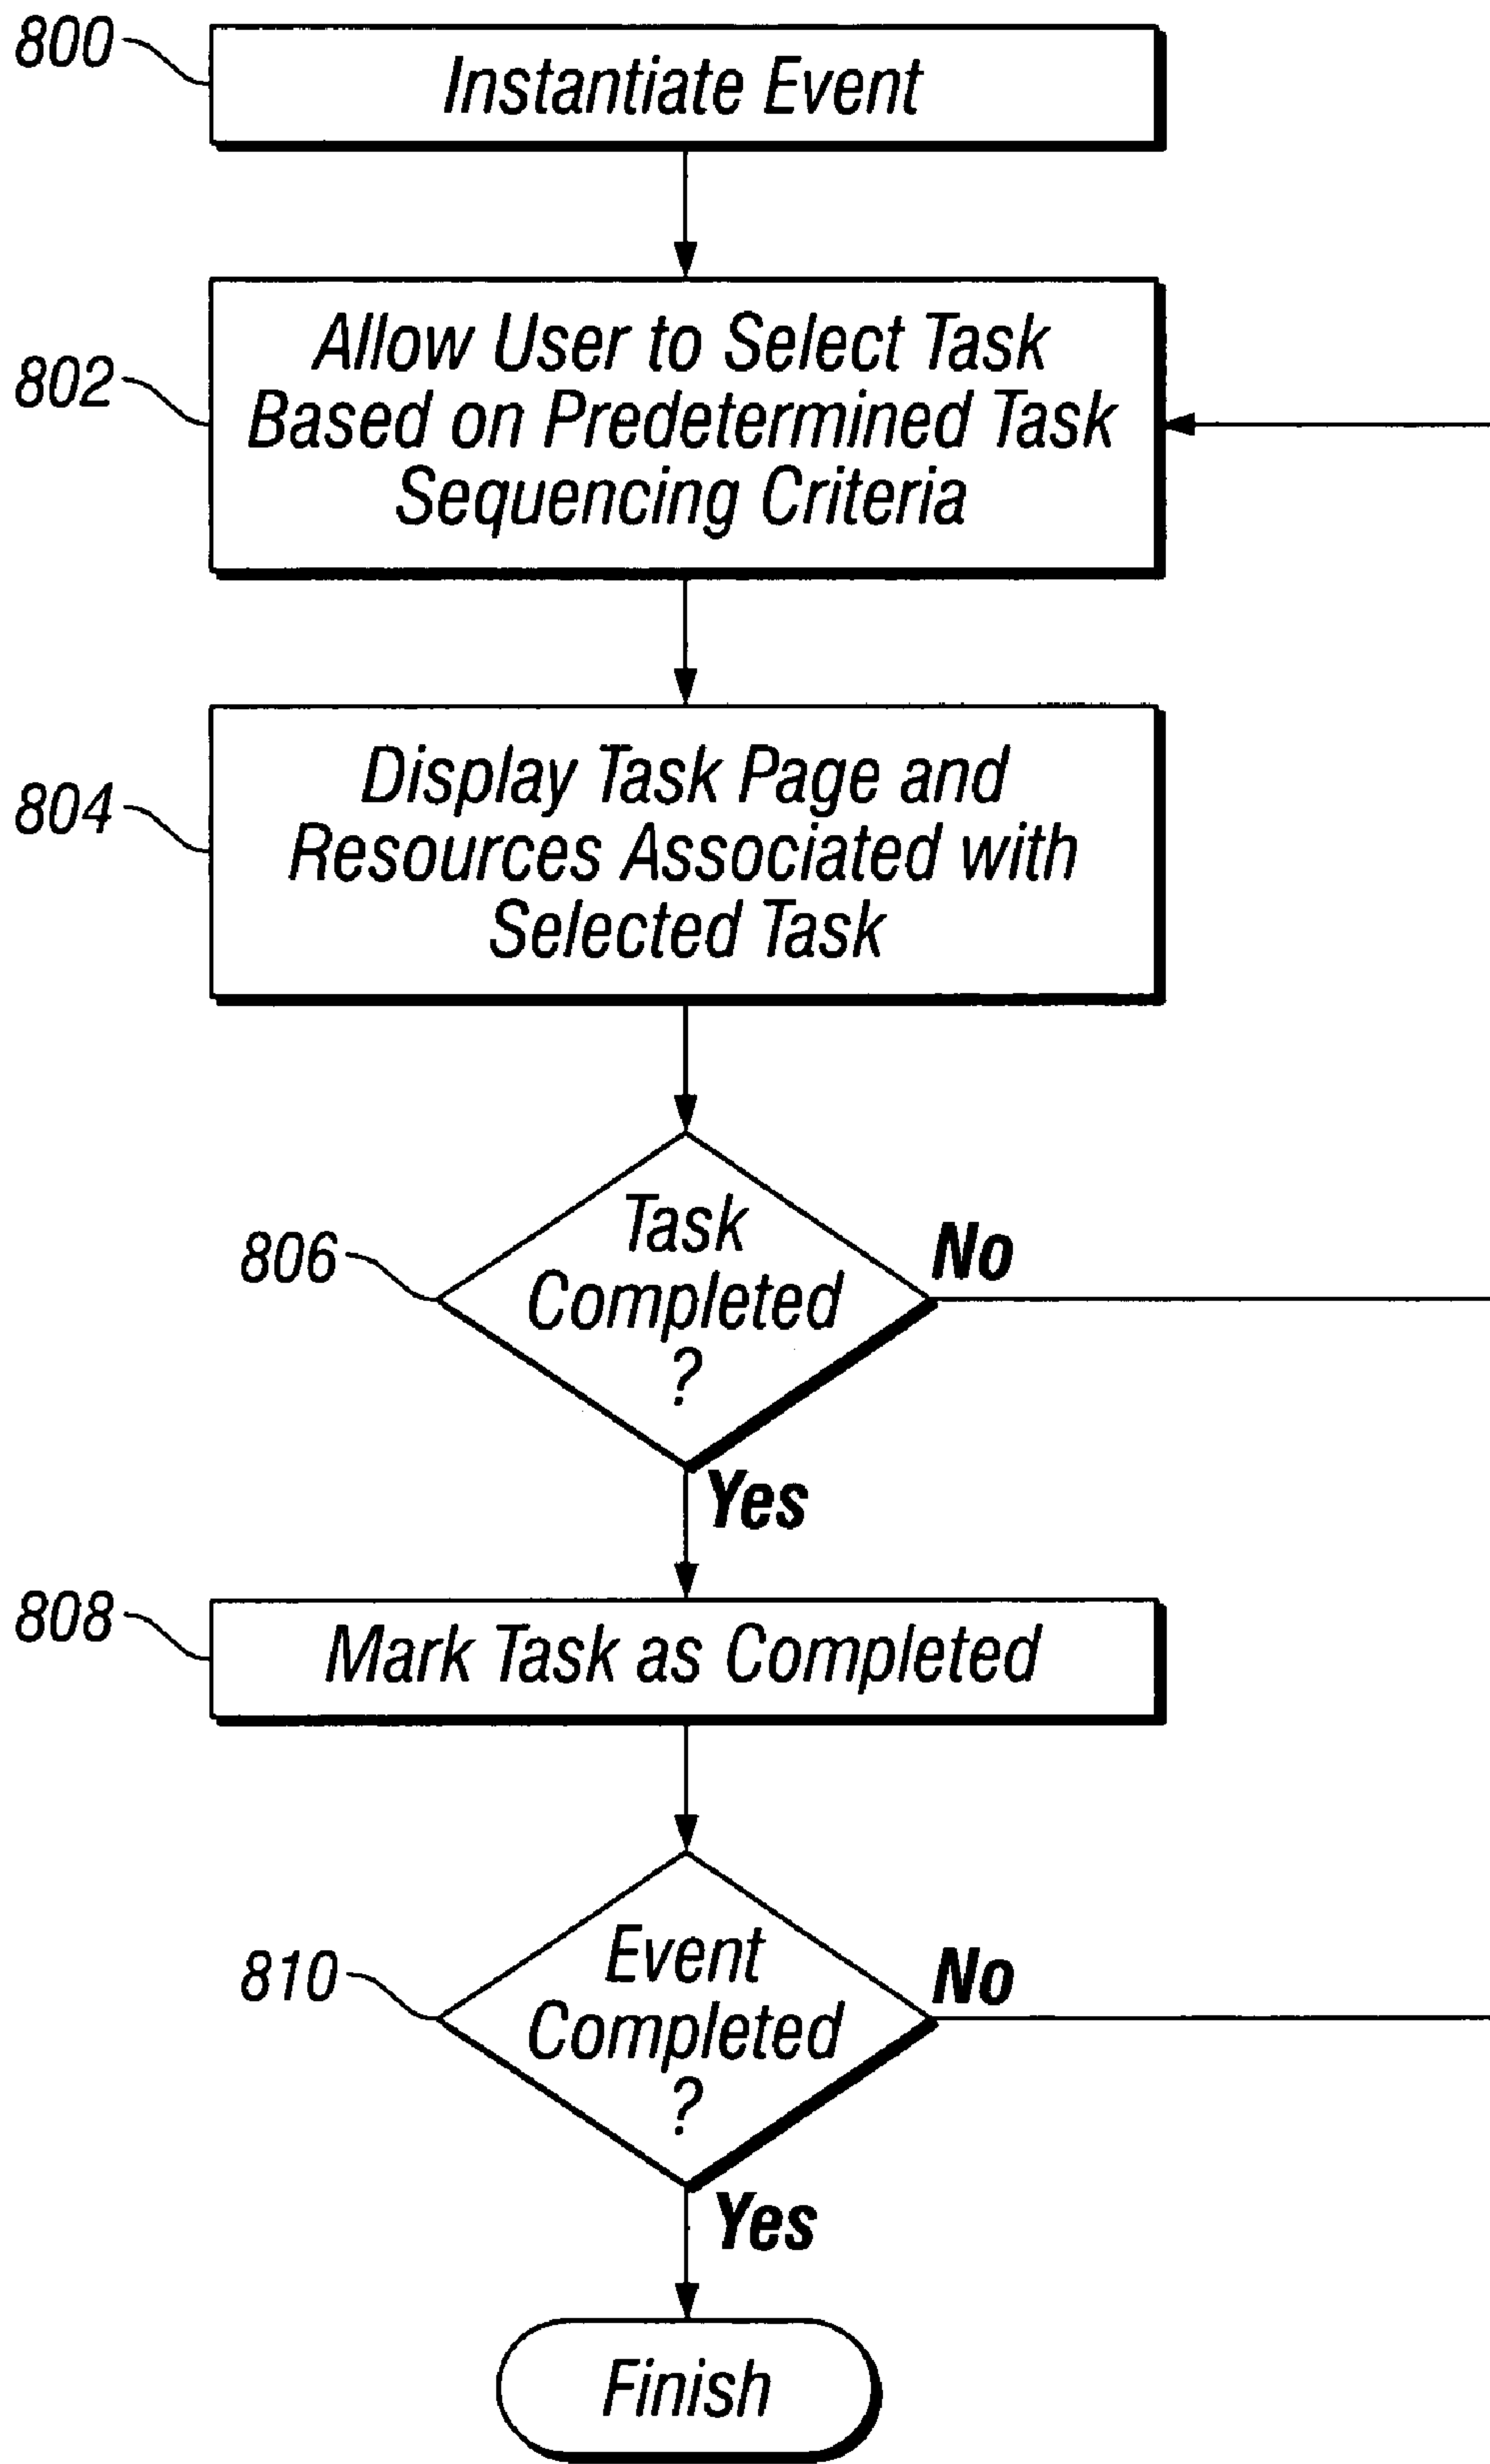 800
Instantiate Event
802
Allow User to Select Task
Based on Predetermined Task
Sequencing Criteria
804
Display Task Page and
Resources Associated with
Selected Task
806
Task
Completed
?
No
Yes
808
Mark Task as Completed
810
Event
Completed
?
No
Yes
Finish